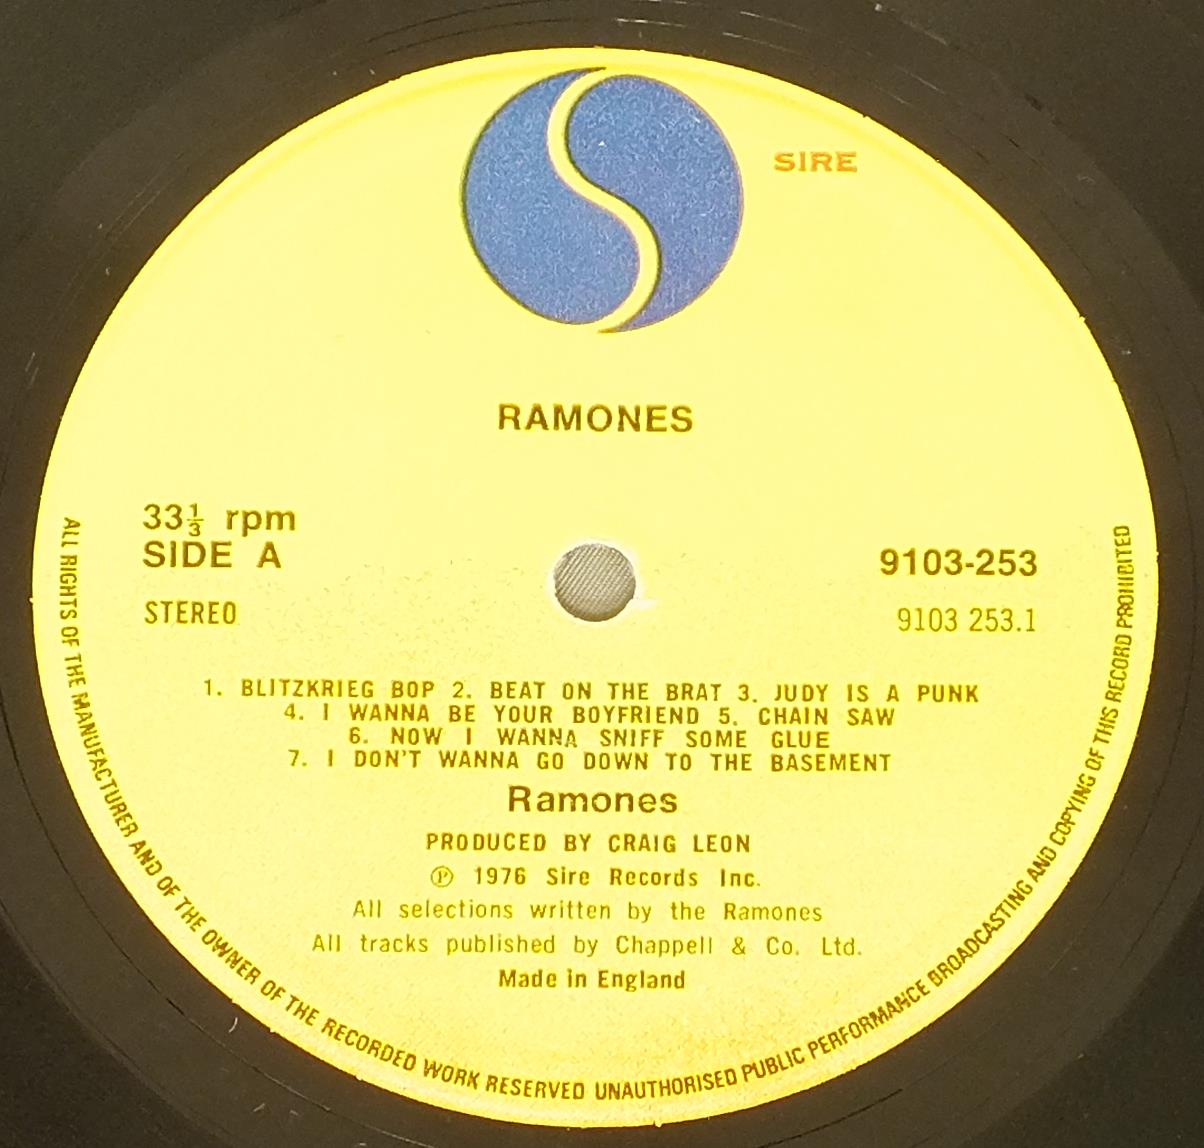 SIRE
RAMONES
33⅓ rpm
SIDE A
STEREO
9103-253
9103 253.1
1. BLITZKRIEG BOP 2. BEAT ON THE BRAT 3. JUDY IS A PUNK
4. I WANNA BE YOUR BOYFRIEND 5. CHAIN SAW
6. NOW I WANNA SNIFF SOME GLUE
7. I DON'T WANNA GO DOWN TO THE BASEMENT
Ramones
PRODUCED BY CRAIG LEON
℗ 1976 Sire Records Inc.
All selections written by the Ramones
All tracks published by Chappell & Co. Ltd.
Made in England
ALL RIGHTS OF THE MANUFACTURER AND OF THE OWNER OF THE RECORDED WORK RESERVED UNAUTHORISED PUBLIC PERFORMANCE BROADCASTING AND COPYING OF THIS RECORD PROHIBITED